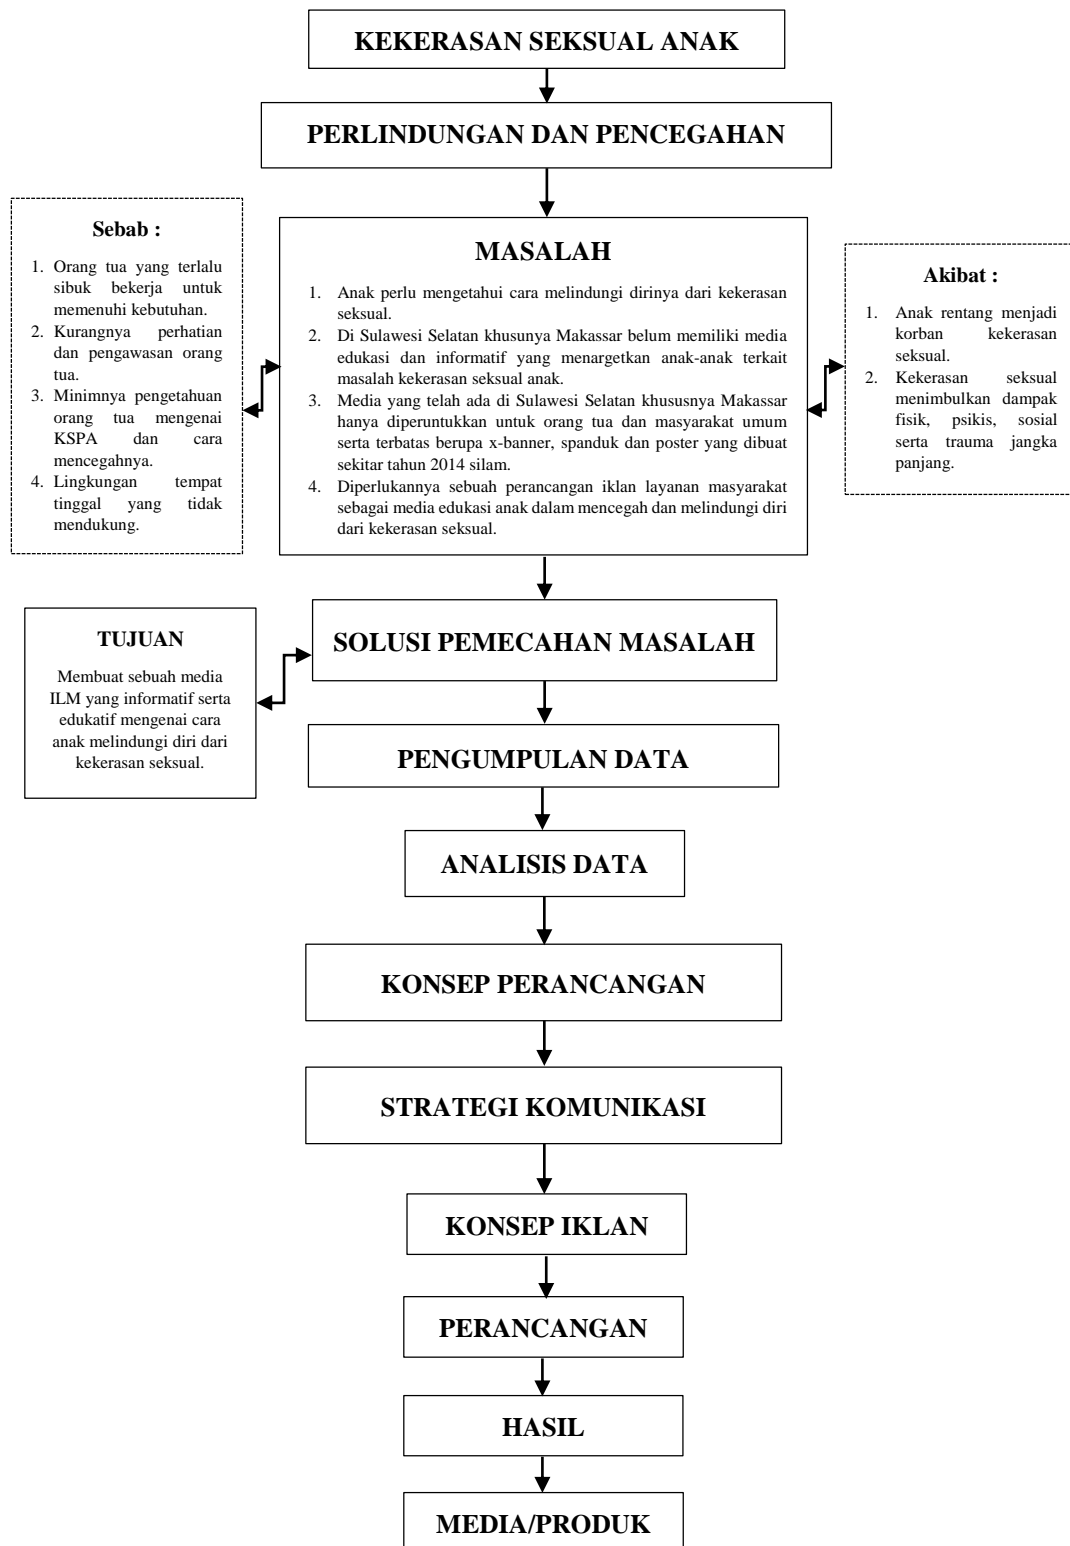 KEKERASAN SEKSUAL ANAK
PERLINDUNGAN DAN PENCEGAHAN
Sebab :
1. Orang tua yang terlalu
sibuk bekerja untuk
memenuhi kebutuhan.
2. Kurangnya perhatian
dan pengawasan orang
tua.
3. Minimnya pengetahuan
orang tua mengenai
KSPA dan cara
mencegahnya.
4. Lingkungan tempat
tinggal yang tidak
mendukung.
MASALAH
1. Anak perlu mengetahui cara melindungi dirinya dari kekerasan
seksual.
2. Di Sulawesi Selatan khusunya Makassar belum memiliki media
edukasi dan informatif yang menargetkan anak-anak terkait
masalah kekerasan seksual anak.
3. Media yang telah ada di Sulawesi Selatan khususnya Makassar
hanya diperuntukkan untuk orang tua dan masyarakat umum
serta terbatas berupa x-banner, spanduk dan poster yang dibuat
sekitar tahun 2014 silam.
4. Diperlukannya sebuah perancangan iklan layanan masyarakat
sebagai media edukasi anak dalam mencegah dan melindungi diri
dari kekerasan seksual.
Akibat :
1. Anak rentang menjadi
korban kekerasan
seksual.
2. Kekerasan seksual
menimbulkan dampak
fisik, psikis, sosial
serta trauma jangka
panjang.
TUJUAN
Membuat sebuah media
ILM yang informatif serta
edukatif mengenai cara
anak melindungi diri dari
kekerasan seksual.
SOLUSI PEMECAHAN MASALAH
PENGUMPULAN DATA
ANALISIS DATA
KONSEP PERANCANGAN
STRATEGI KOMUNIKASI
KONSEP IKLAN
PERANCANGAN
HASIL
MEDIA/PRODUK